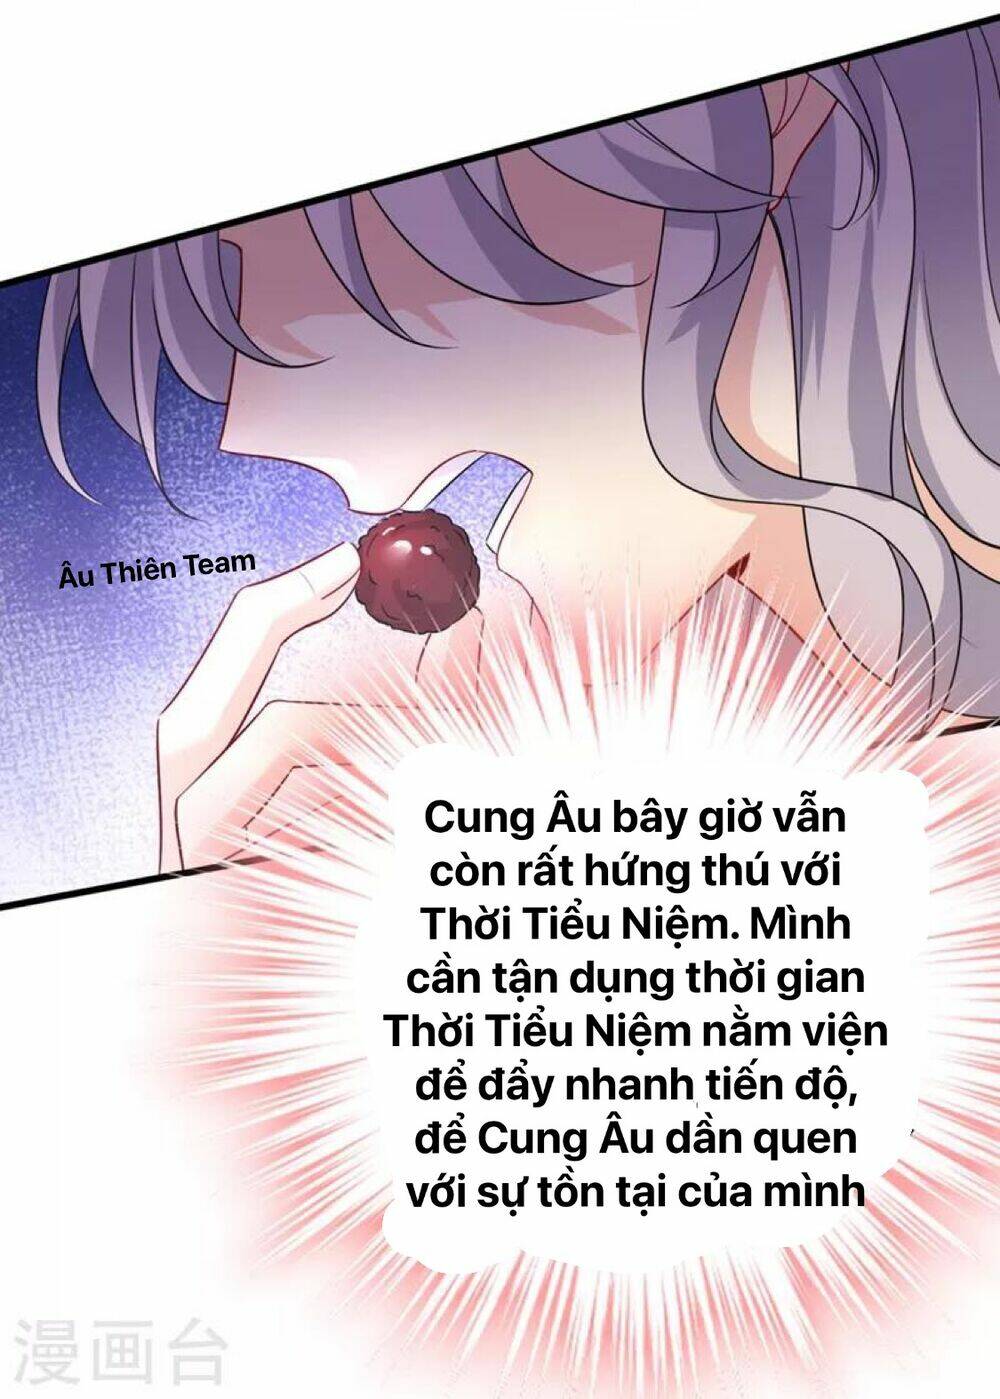 Âu Thiên Team
Cung Âu bây giờ vẫn
còn rất hứng thú với
Thời Tiểu Niệm. Mình
cần tận dụng thời gian
Thời Tiểu Niệm nằm viện
để đẩy nhanh tiến độ,
để Cung Âu dần quen
với sự tồn tại của mình
漫画台